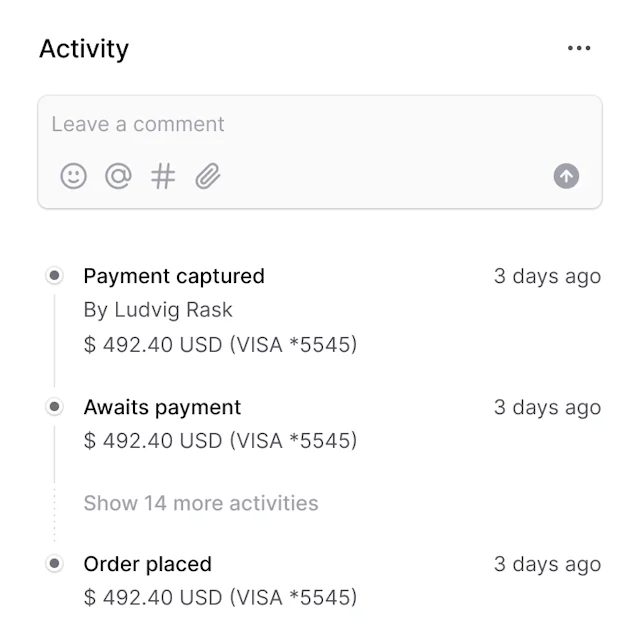 Activity
Leave a comment
Payment captured 3 days ago
By Ludvig Rask
$ 492.40 USD (VISA *5545)
Awaits payment 3 days ago
$ 492.40 USD (VISA *5545)
Show 14 more activities
Order placed 3 days ago
$ 492.40 USD (VISA *5545)